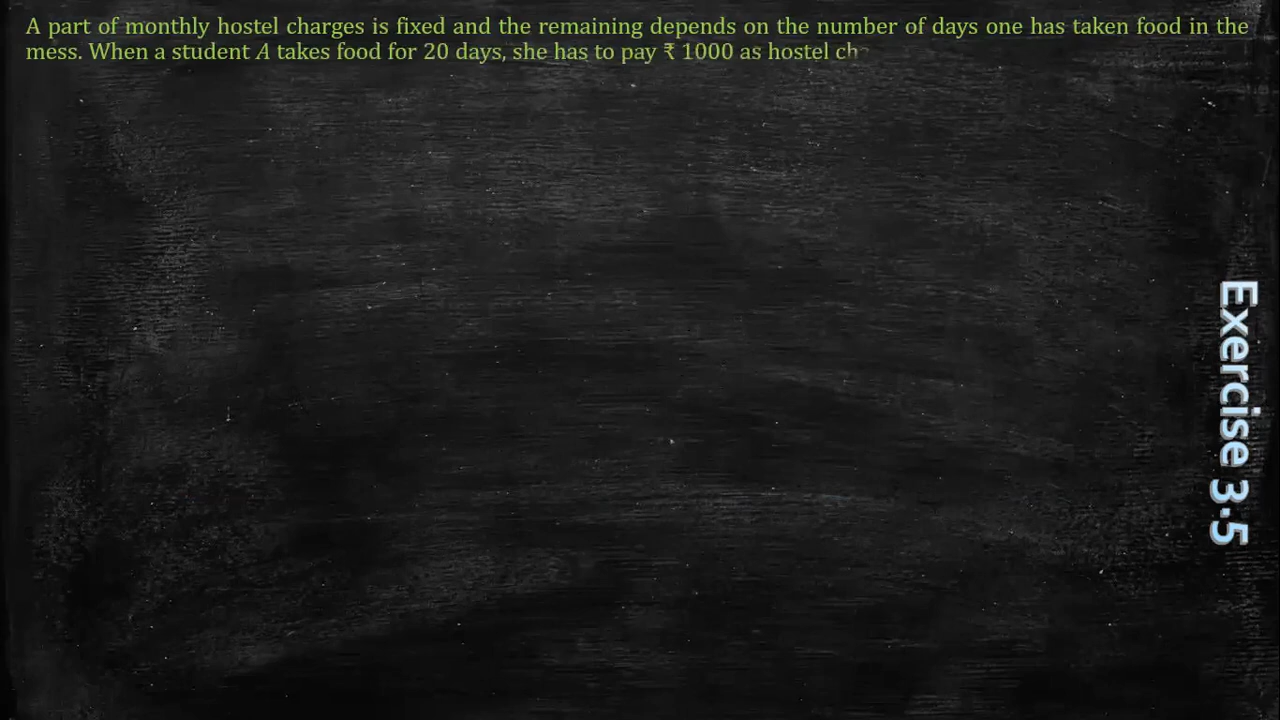 A part of monthly hostel charges is fixed and the remaining depends on the number of days one has taken food in the
mess. When a student A takes food for 20 days, she has to pay ₹ 1000 as hostel
Exercise 3.5